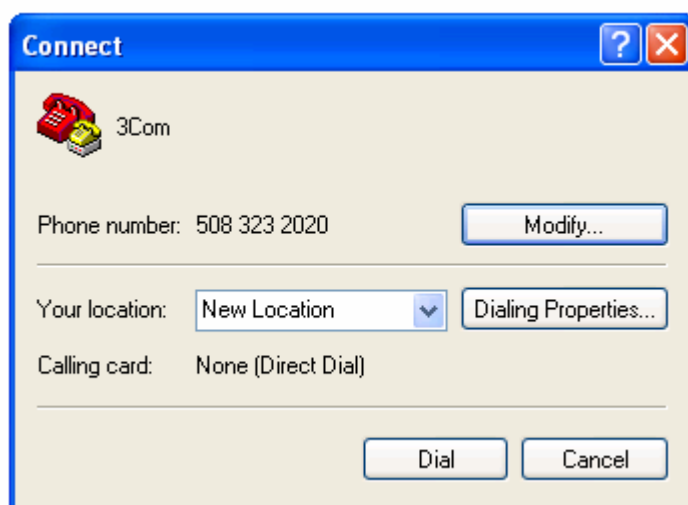 Connect
?
3Com
Phone number: 508 323 2020 Modify...
Your location: New Location Dialing Properties...
Calling card: None (Direct Dial)
Dial Cancel